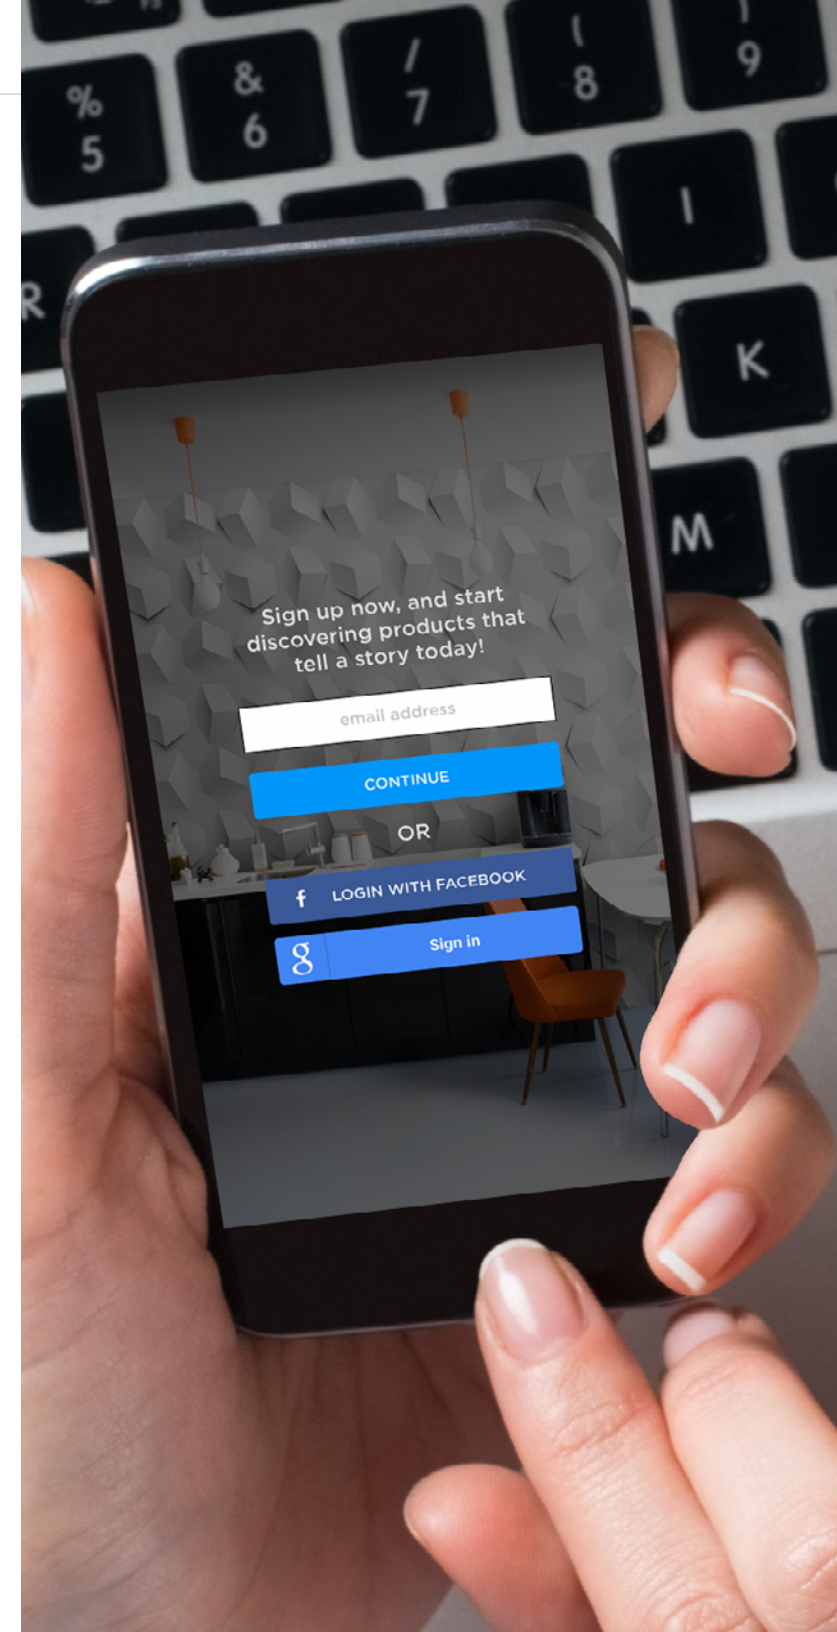 %
5
&
6
/
7
(
8
)
9
I
R
K
M
Sign up now, and start
discovering products that
tell a story today!
email address
CONTINUE
OR
f LOGIN WITH FACEBOOK
g Sign in